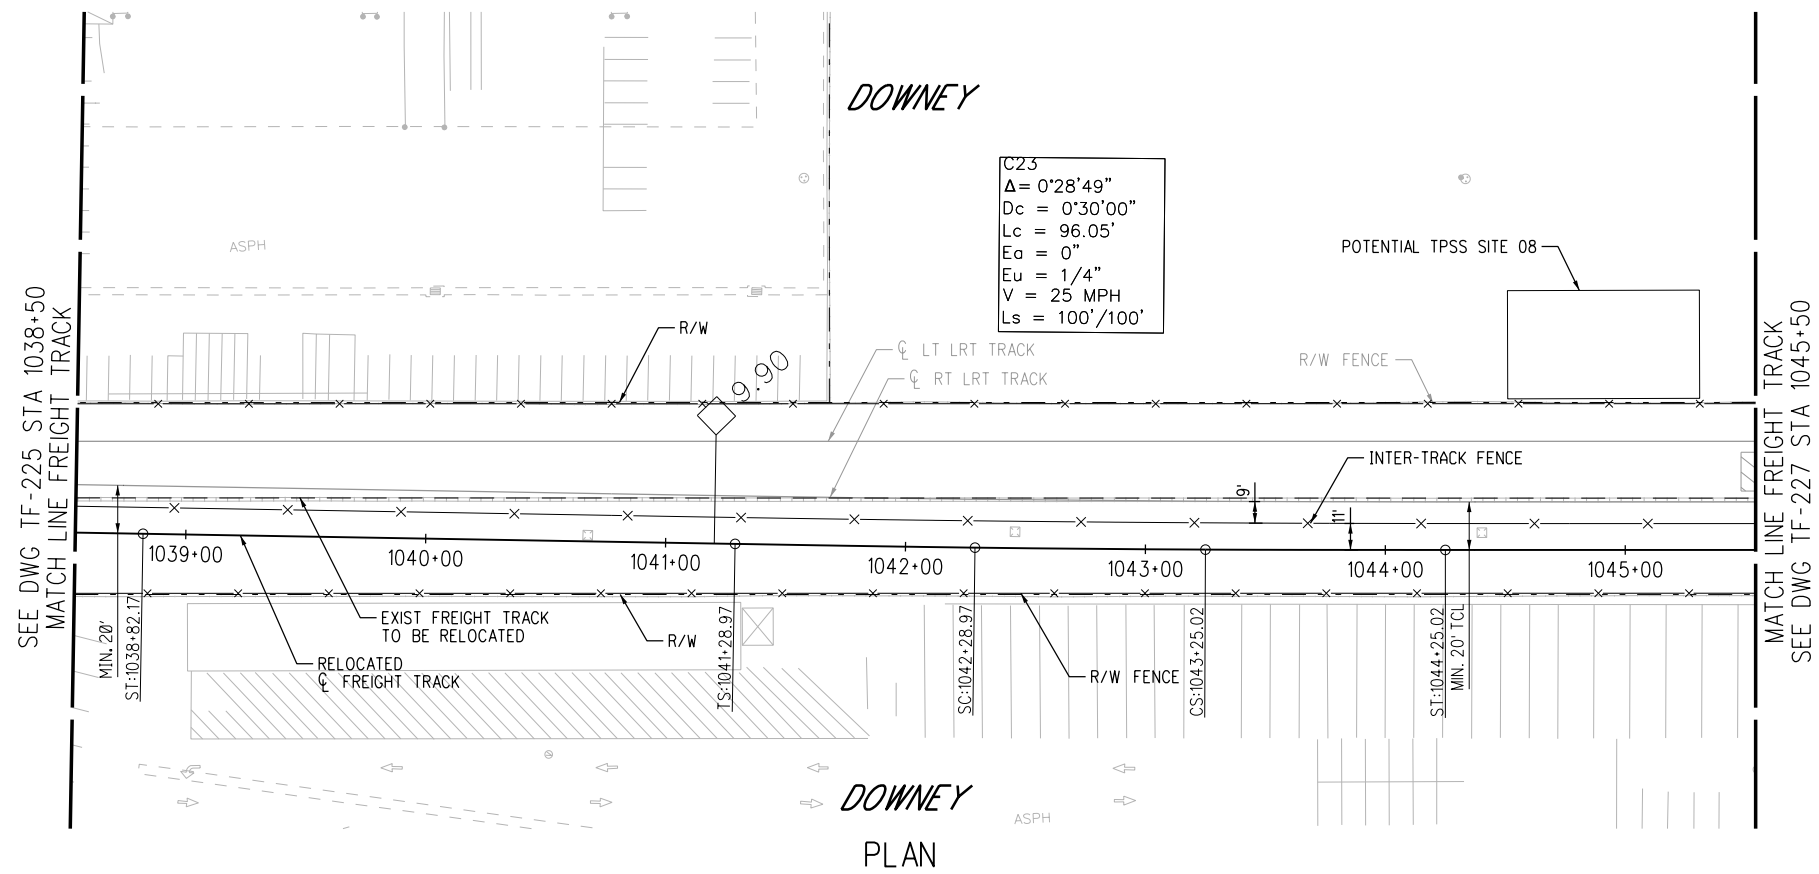 DOWNEY
C23
Δ= 0°28'49"
Dc = 0°30'00"
Lc = 96.05'
Ea = 0"
Eu = 1/4"
V = 25 MPH
Ls = 100'/100'
POTENTIAL TPSS SITE 08
ASPH
R/W
9.90
℄ LT LRT TRACK
℄ RT LRT TRACK
R/W FENCE
SEE DWG TF-225 STA 1038+50
MATCH LINE FREIGHT TRACK
MATCH LINE FREIGHT TRACK
SEE DWG TF-227 STA 1045+50
INTER-TRACK FENCE
9'
11'
1039+00
1040+00
1041+00
1042+00
1043+00
1044+00
1045+00
MIN. 20'
ST:1038+82.17
EXIST FREIGHT TRACK
TO BE RELOCATED
RELOCATED
℄ FREIGHT TRACK
R/W
TS:1041+28.97
SC:1042+28.97
R/W FENCE
CS:1043+25.02
ST:1044+25.02
MIN. 20' TCL
DOWNEY
ASPH
PLAN